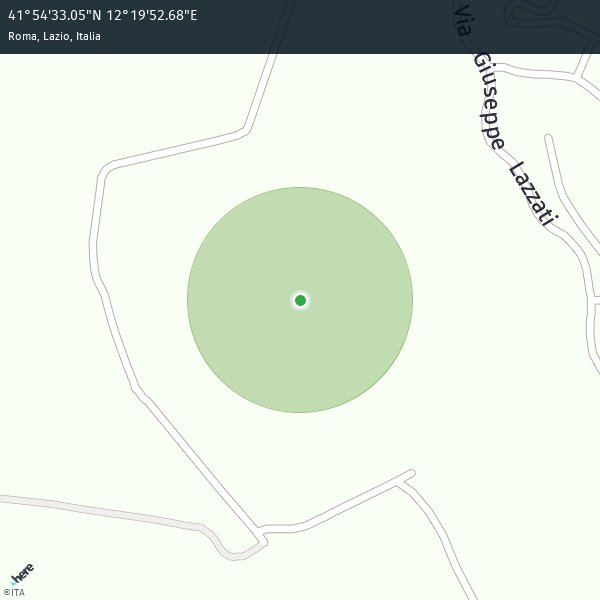 41°54'33.05"N 12°19'52.68"E
Roma, Lazio, Italia
Via Giuseppe Lazzati
here
©ITA